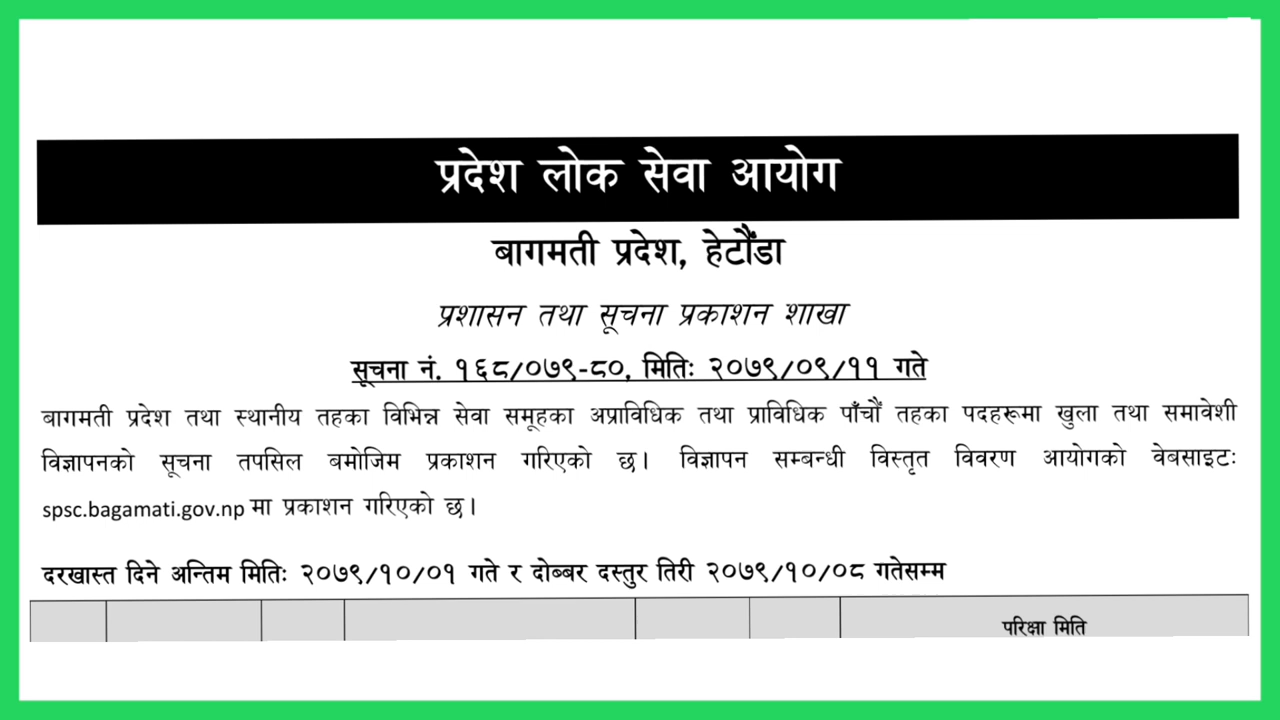 प्रदेश लोक सेवा आयोग
बागमती प्रदेश, हेटौंडा
प्रशासन तथा सूचना प्रकाशन शाखा
सूचना नं. १६८/०७९-८०, मितिः २०७९/०९/११ गते
बागमती प्रदेश तथा स्थानीय तहका विभिन्न सेवा समूहका अप्राविधिक तथा प्राविधिक पाँचौं तहका पदहरूमा खुला तथा समावेशी
विज्ञापनको सूचना तपसिल बमोजिम प्रकाशन गरिएको छ। विज्ञापन सम्बन्धी विस्तृत विवरण आयोगको वेबसाइटः
spsc.bagamati.gov.np मा प्रकाशन गरिएको छ।
दरखास्त दिने अन्तिम मितिः २०७९/१०/०१ गते र दोब्बर दस्तुर तिरी २०७९/१०/०८ गतेसम्म
परिक्षा मिति